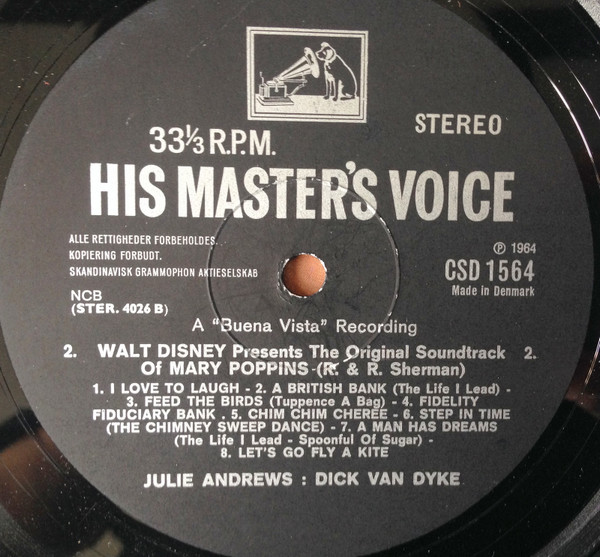 STEREO
33⅓ R.P.M.
HIS MASTER'S VOICE
ALLE RETTIGHEDER FORBEHOLDES.
KOPIERING FORBUDT.
SKANDINAVISK GRAMMOPHON AKTIESELSKAB
℗ 1964
CSD 1564
Made in Denmark
NCB
(STER. 4026 B)
A "Buena Vista" Recording
2. WALT DISNEY Presents The Original Soundtrack 2.
Of MARY POPPINS (R. & R. Sherman)
1. I LOVE TO LAUGH - 2. A BRITISH BANK (The Life I Lead) -
3. FEED THE BIRDS (Tuppence A Bag) - 4. FIDELITY
FIDUCIARY BANK . 5. CHIM CHIM CHEREE - 6. STEP IN TIME
(THE CHIMNEY SWEEP DANCE) - 7. A MAN HAS DREAMS
(The Life I Lead - Spoonful Of Sugar) -
8. LET'S GO FLY A KITE
JULIE ANDREWS : DICK VAN DYKE